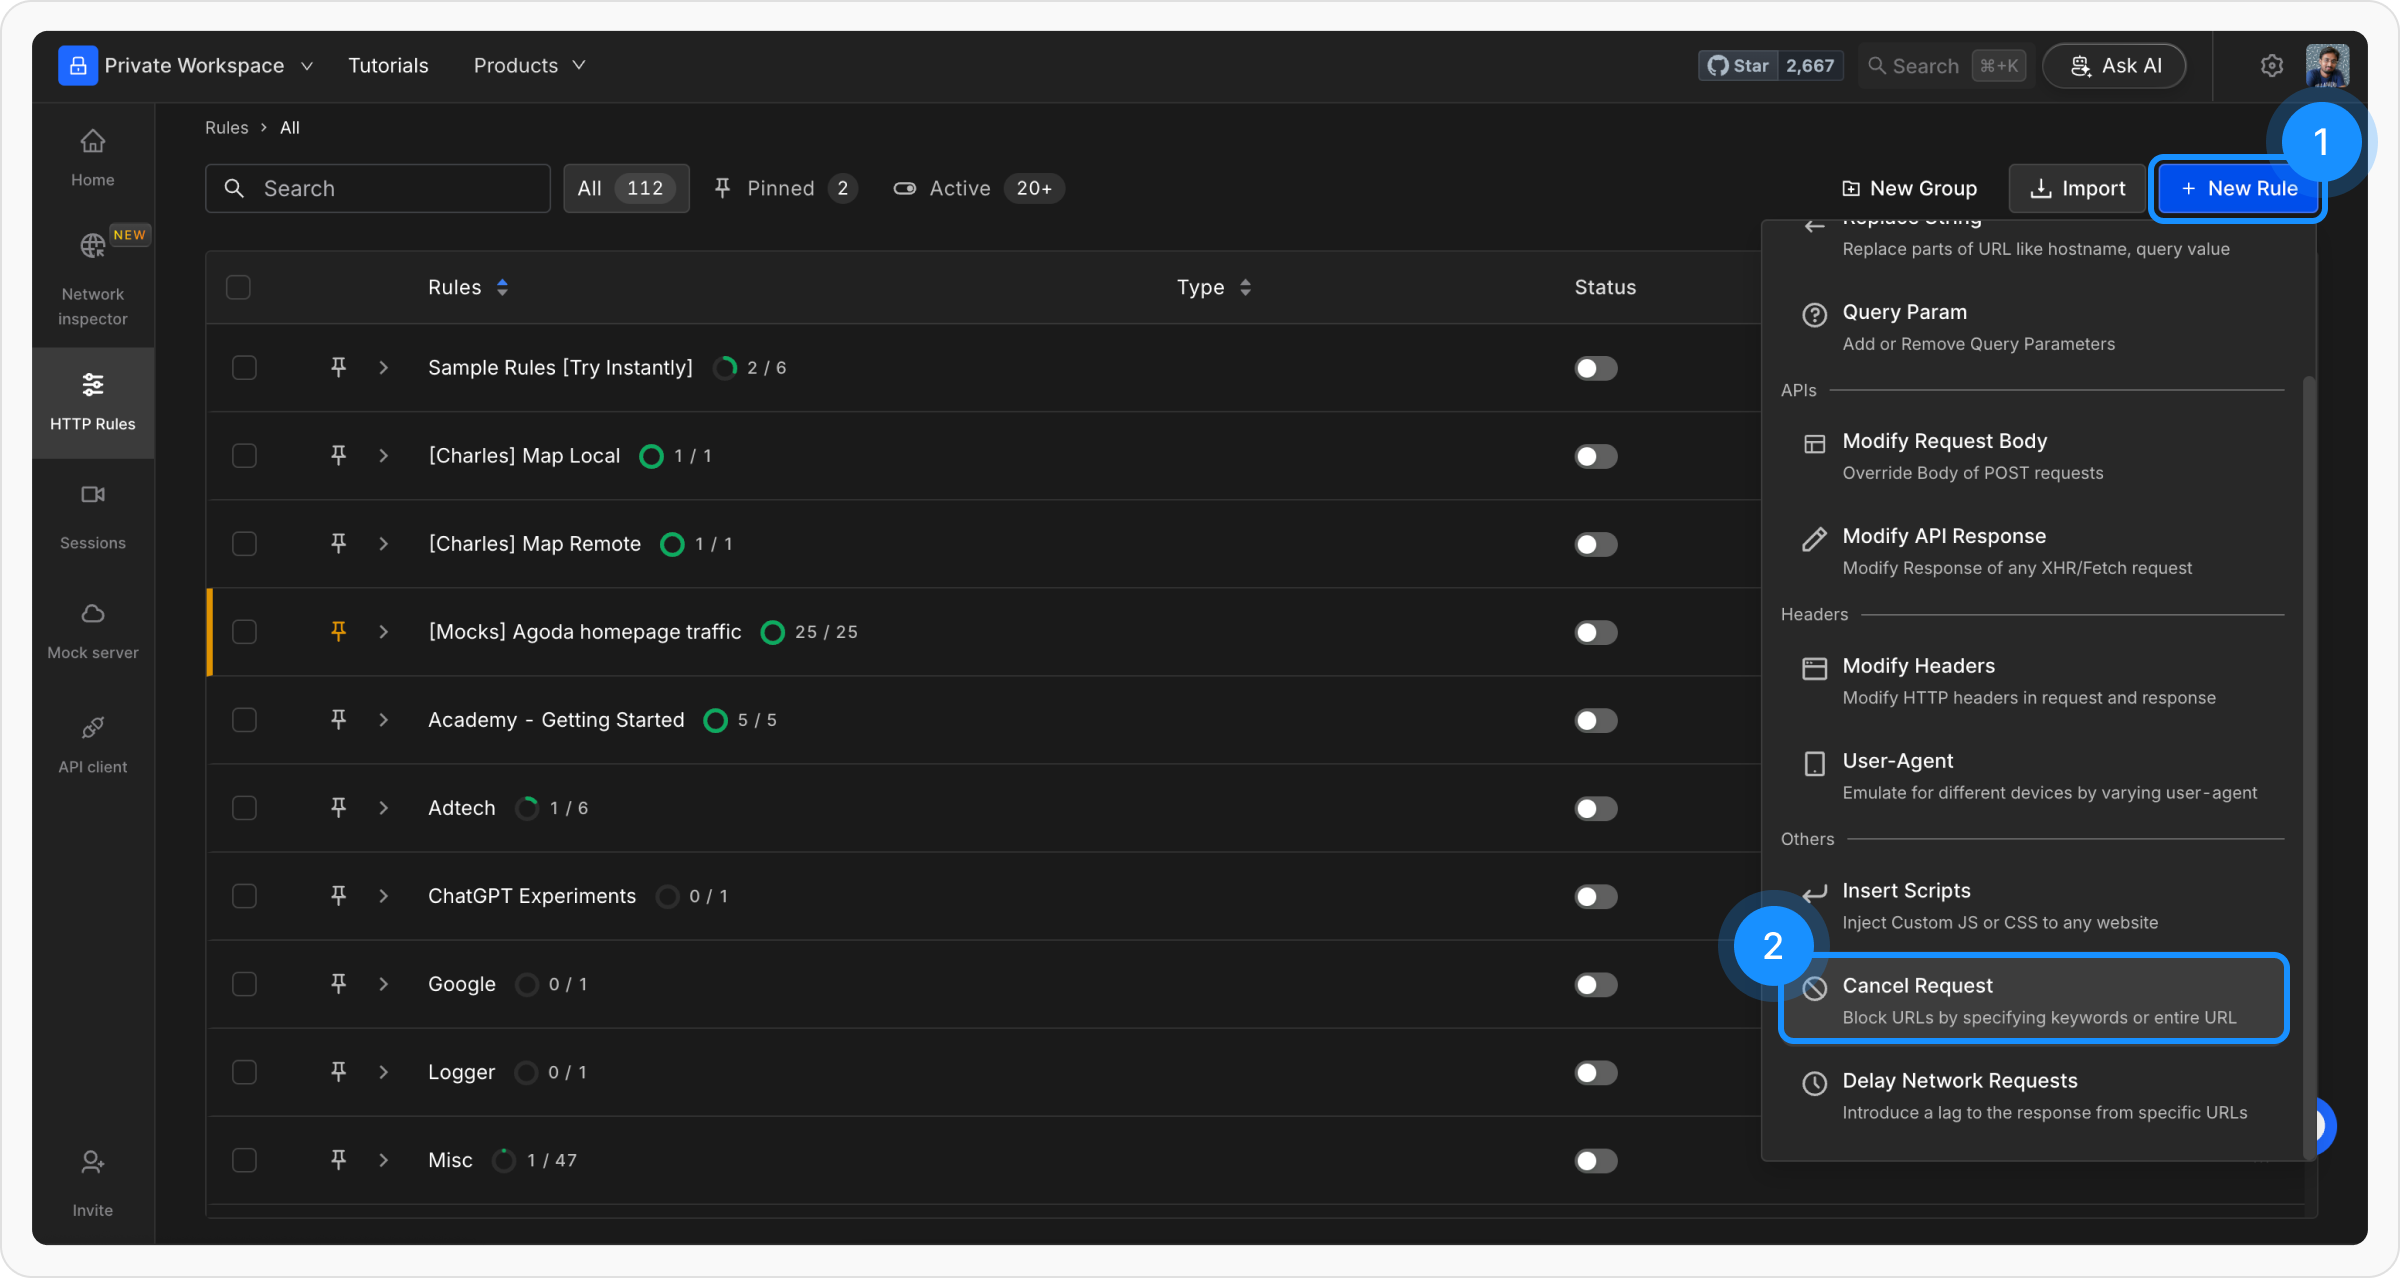 Private Workspace
Tutorials
Products
Star 2,667
Search ⌘+K
Ask AI
Home
NEW
Network
inspector
HTTP Rules
Sessions
Mock server
API client
Invite
Rules > All
1
Search
All 112
Pinned 2
Active 20+
New Group
Import
+ New Rule
Rules Type Status
Sample Rules [Try Instantly] 2 / 6
[Charles] Map Local 1 / 1
[Charles] Map Remote 1 / 1
[Mocks] Agoda homepage traffic 25 / 25
Academy - Getting Started 5 / 5
Adtech 1 / 6
ChatGPT Experiments 0 / 1
Google 0 / 1
Logger 0 / 1
Misc 1 / 47
Replace String
Replace parts of URL like hostname, query value
Query Param
Add or Remove Query Parameters
APIs
Modify Request Body
Override Body of POST requests
Modify API Response
Modify Response of any XHR/Fetch request
Headers
Modify Headers
Modify HTTP headers in request and response
User-Agent
Emulate for different devices by varying user-agent
Others
Insert Scripts
Inject Custom JS or CSS to any website
2
Cancel Request
Block URLs by specifying keywords or entire URL
Delay Network Requests
Introduce a lag to the response from specific URLs